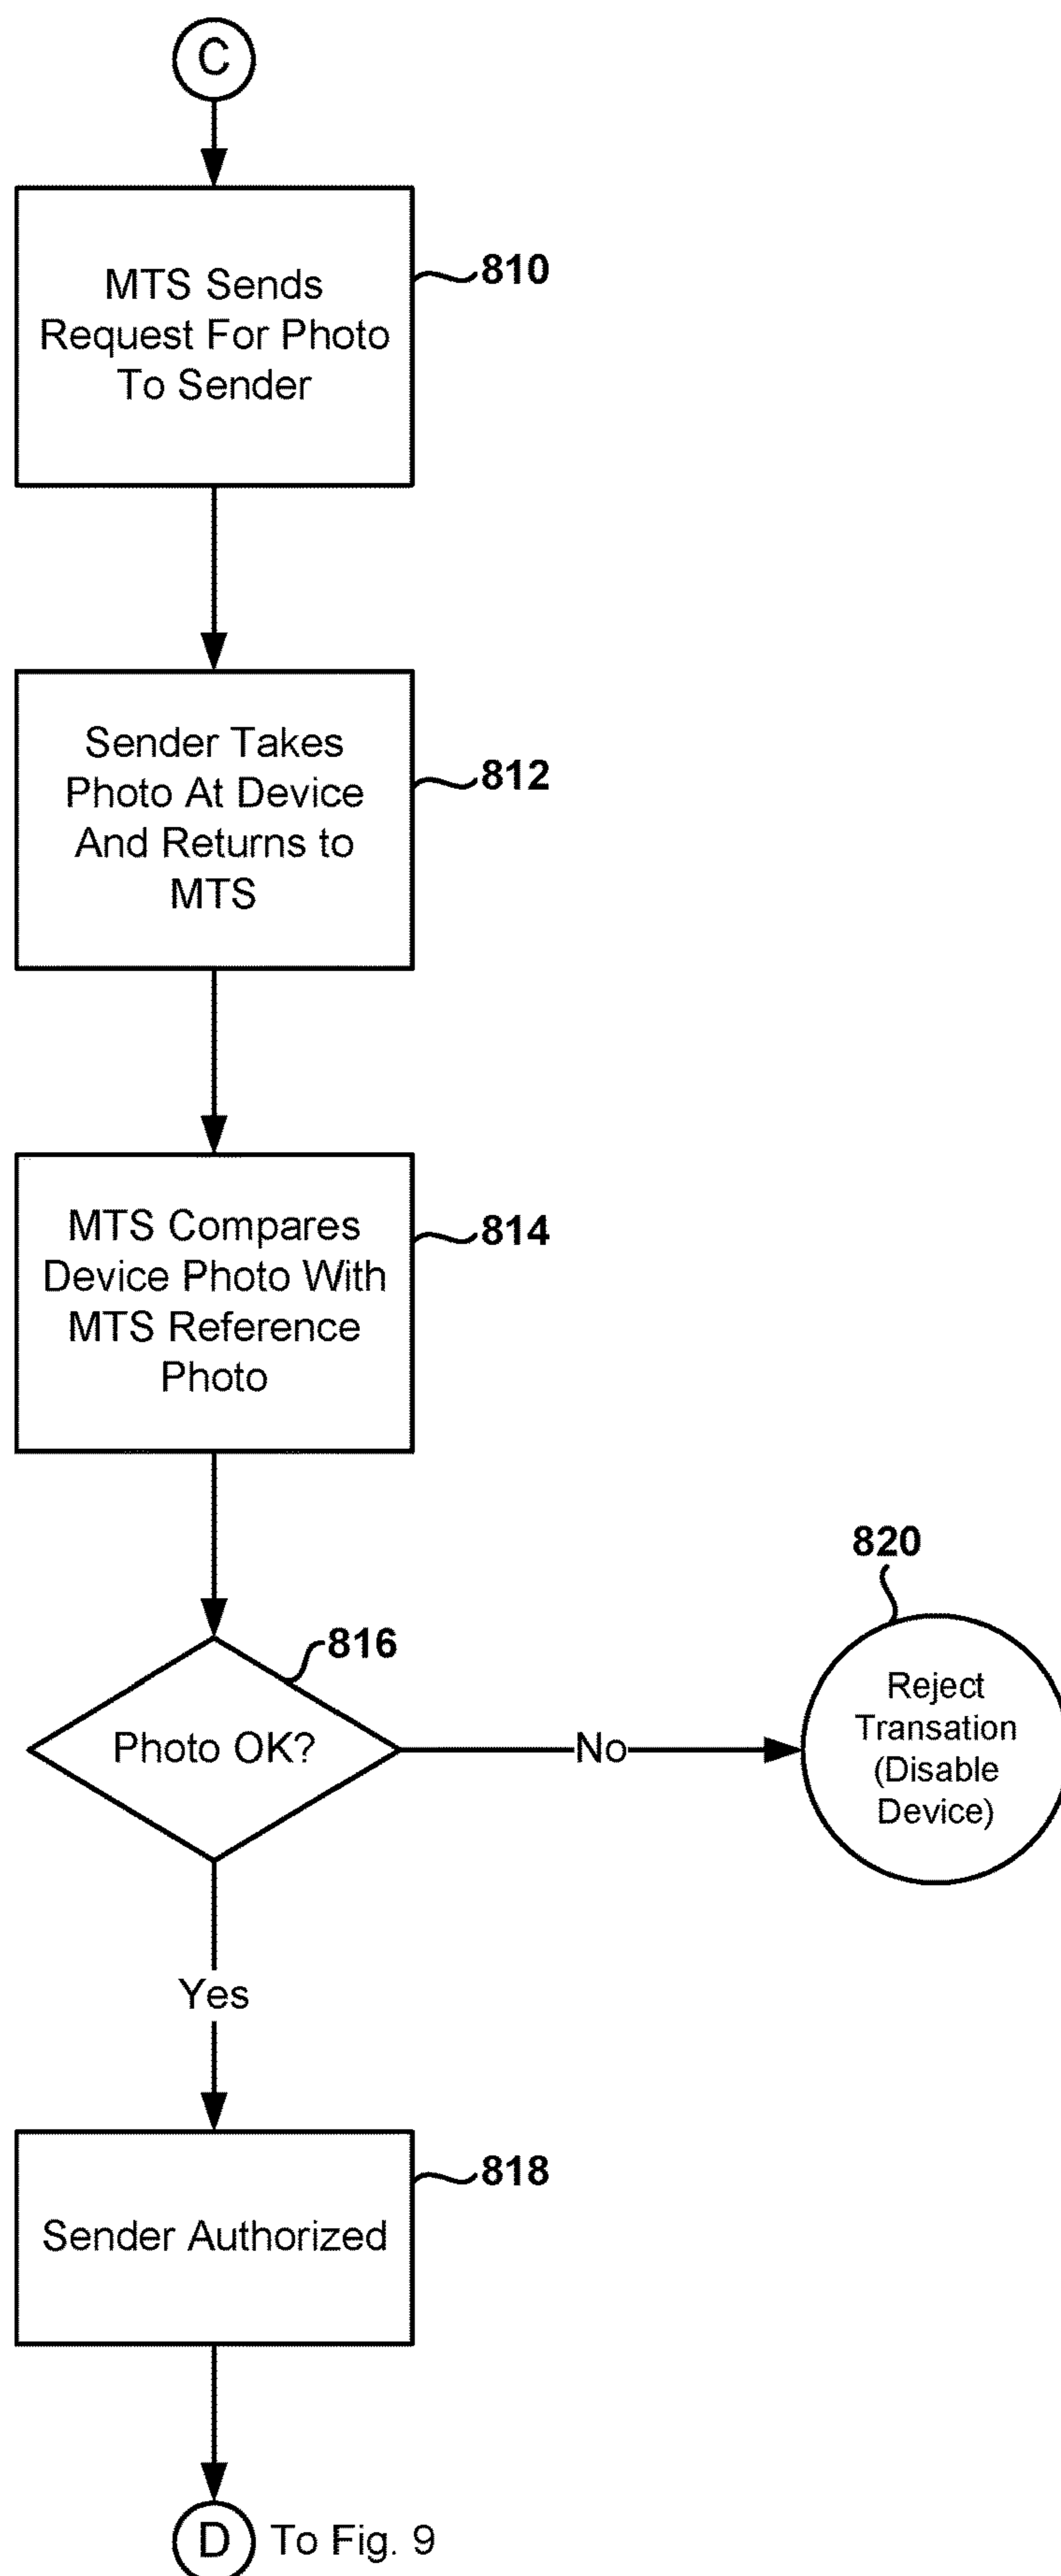 C
MTS Sends
Request For Photo
To Sender
810
Sender Takes
Photo At Device
And Returns to
MTS
812
MTS Compares
Device Photo With
MTS Reference
Photo
814
816
Photo OK?
No
820
Reject
Transation
(Disable
Device)
Yes
Sender Authorized
818
D To Fig. 9